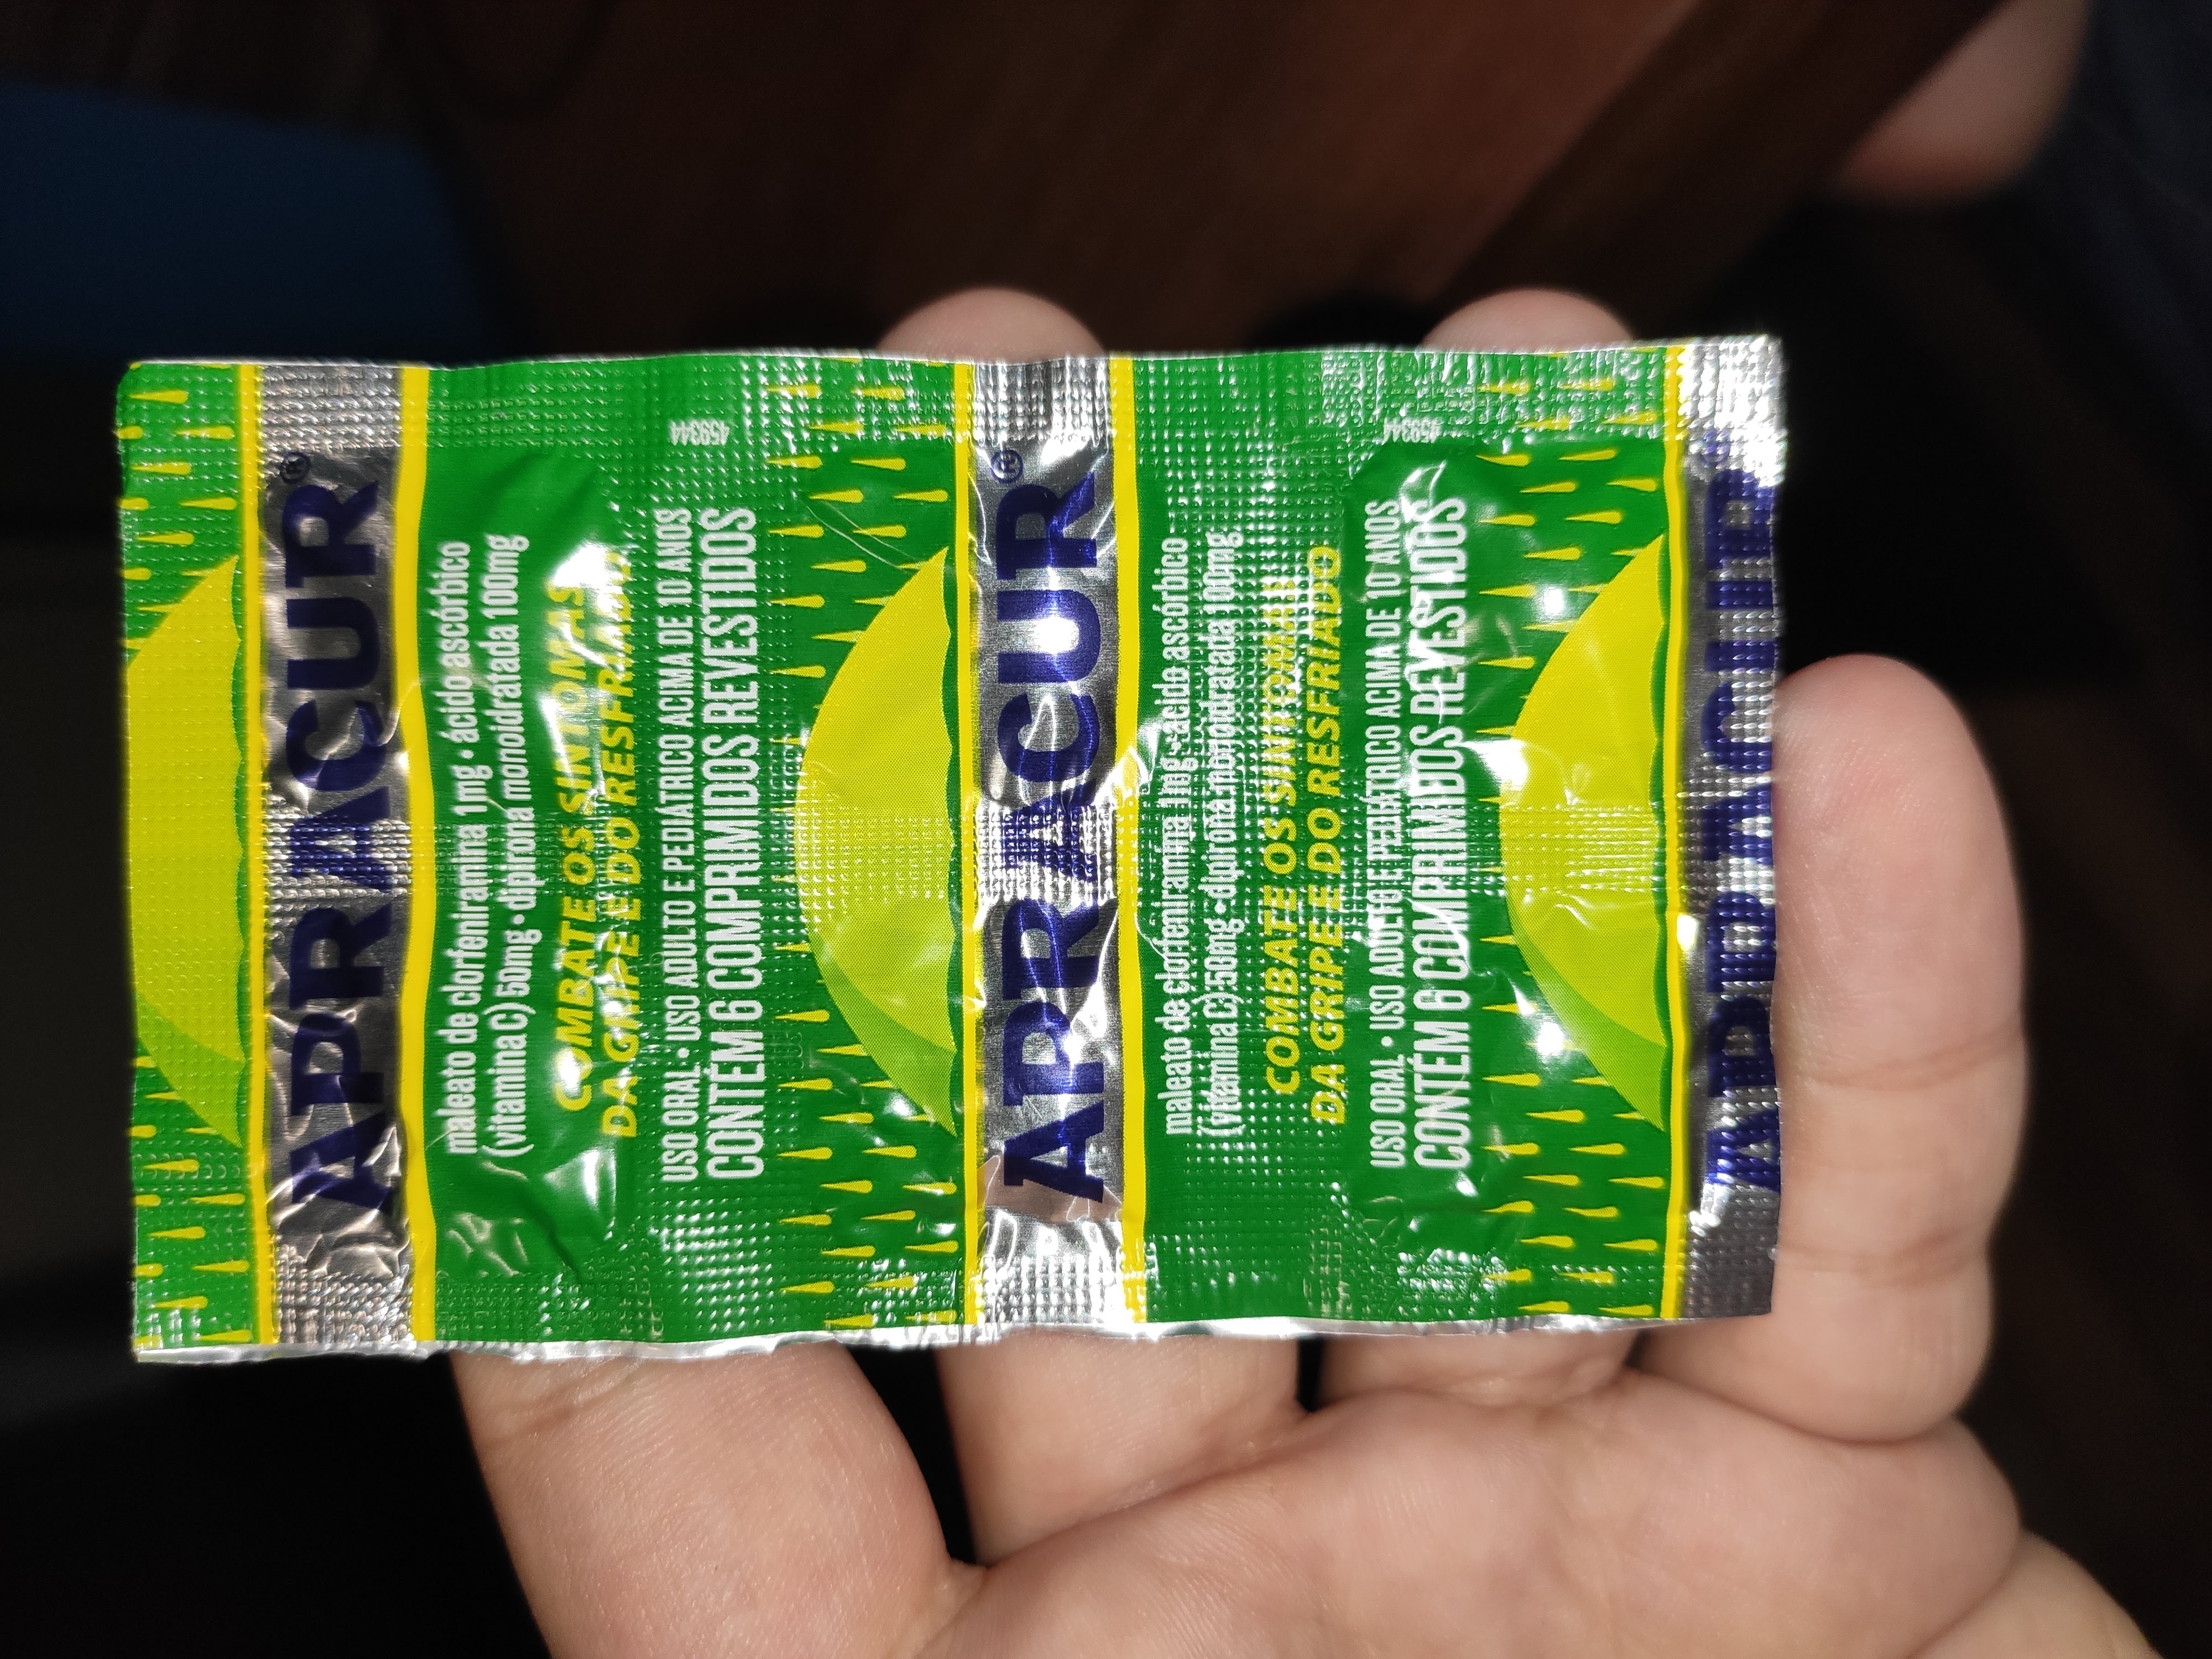 APRACUR®
maleato de clorfeniramina 1mg • ácido ascórbico
(vitamina C) 50mg • dipirona monoidratada 100mg
COMBATE OS SINTOMAS
DA GRIPE E DO RESFRIADO
USO ORAL • USO ADULTO E PEDIÁTRICO ACIMA DE 10 ANOS
CONTÉM 6 COMPRIMIDOS REVESTIDOS
459344
APRACUR®
maleato de clorfeniramina 1mg • ácido ascórbico
(vitamina C) 50mg • dipirona monoidratada 100mg
COMBATE OS SINTOMAS
DA GRIPE E DO RESFRIADO
USO ORAL • USO ADULTO E PEDIÁTRICO ACIMA DE 10 ANOS
CONTÉM 6 COMPRIMIDOS REVESTIDOS
459344
APRACUR®